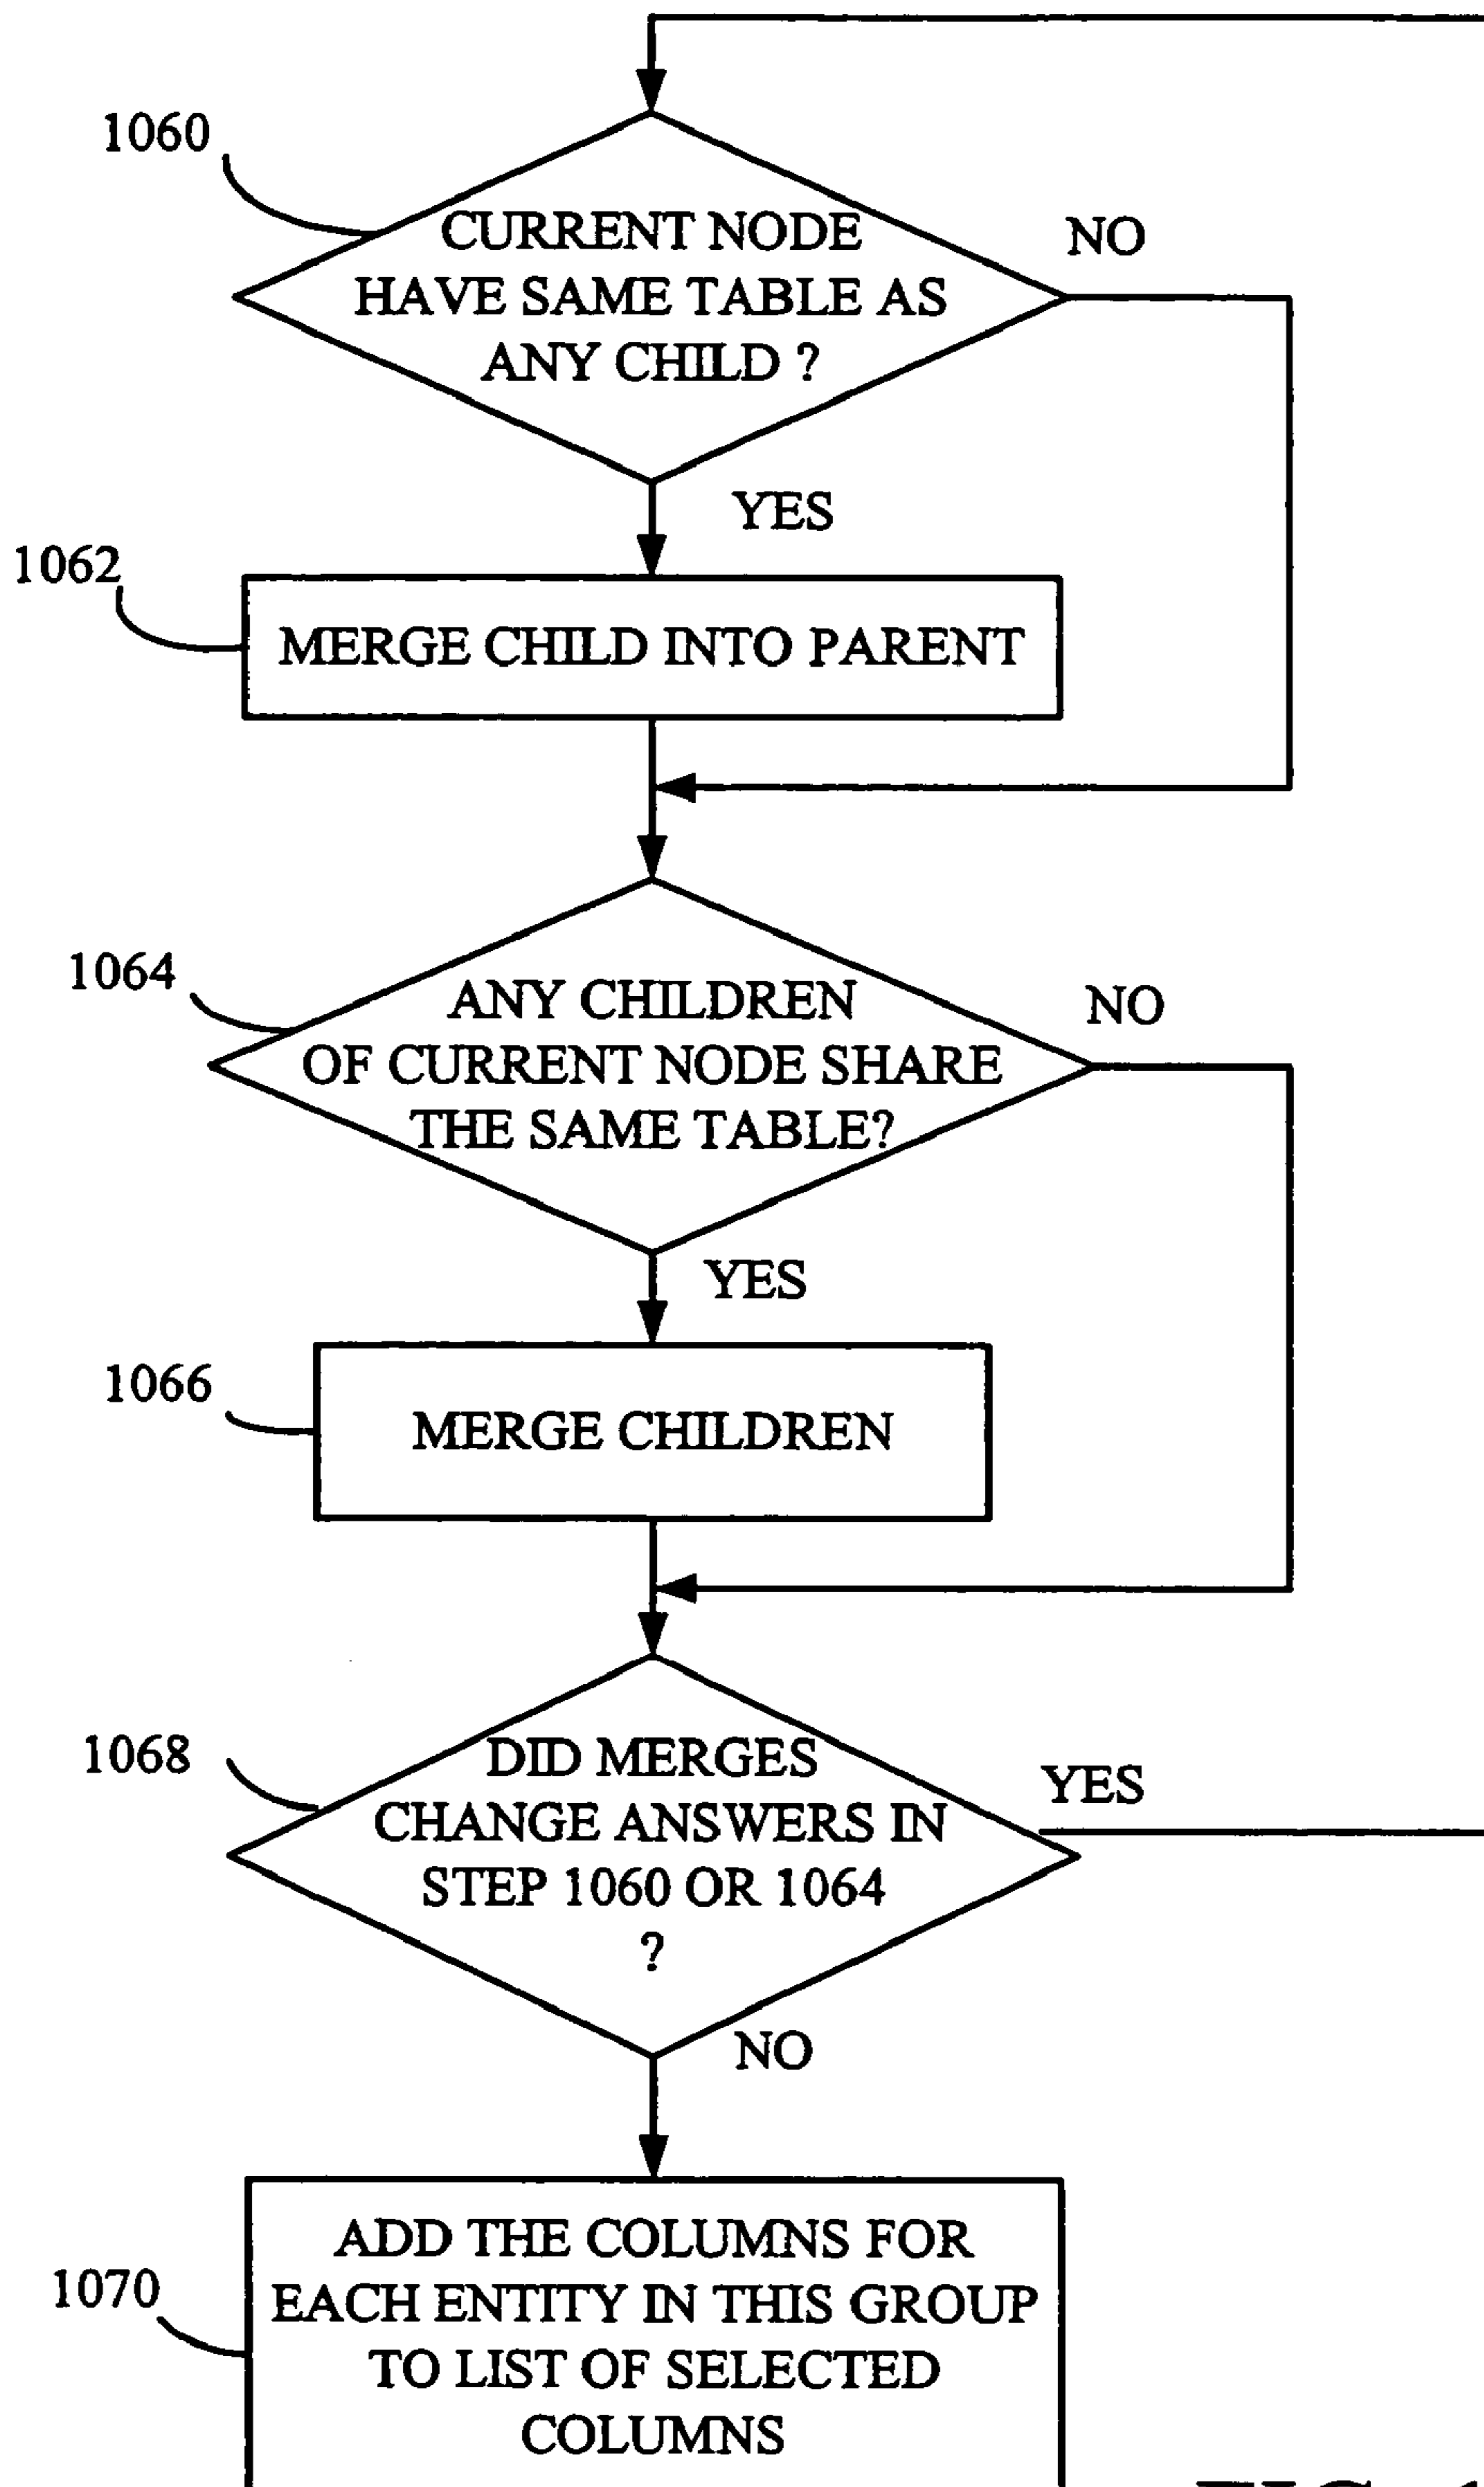 1060
CURRENT NODE
HAVE SAME TABLE AS
ANY CHILD ?
NO
YES
1062
MERGE CHILD INTO PARENT
1064
ANY CHILDREN
OF CURRENT NODE SHARE
THE SAME TABLE?
NO
YES
1066
MERGE CHILDREN
1068
DID MERGES
CHANGE ANSWERS IN
STEP 1060 OR 1064
?
YES
NO
1070
ADD THE COLUMNS FOR
EACH ENTITY IN THIS GROUP
TO LIST OF SELECTED
COLUMNS